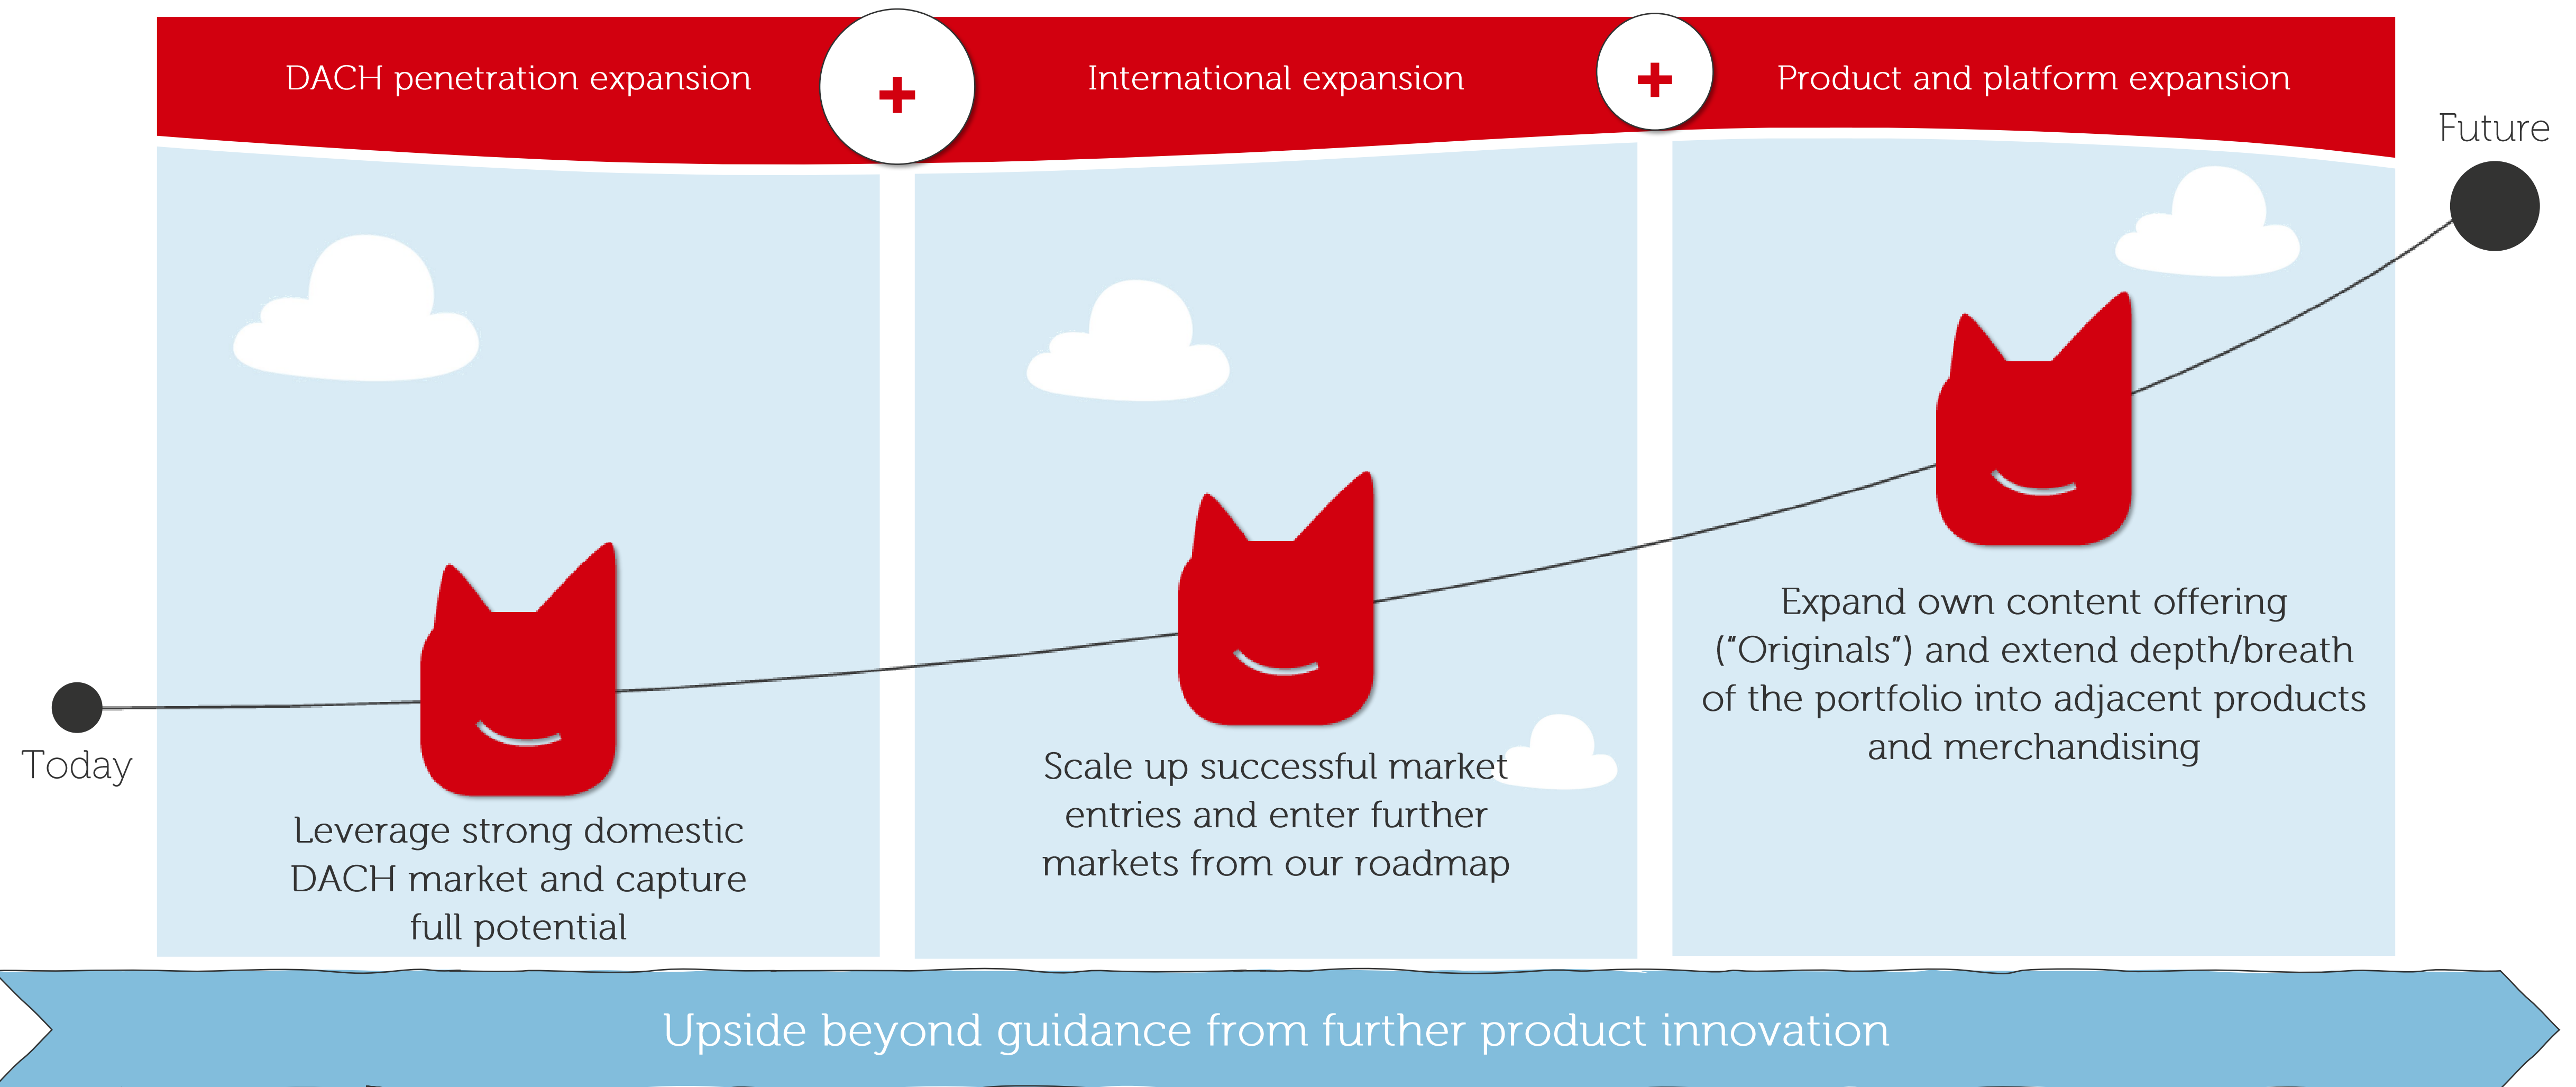 DACH penetration expansion
+
International expansion
+
Product and platform expansion
Future
Today
Leverage strong domestic
DACH market and capture
full potential
Scale up successful market
entries and enter further
markets from our roadmap
Expand own content offering
("Originals") and extend depth/breath
of the portfolio into adjacent products
and merchandising
Upside beyond guidance from further product innovation